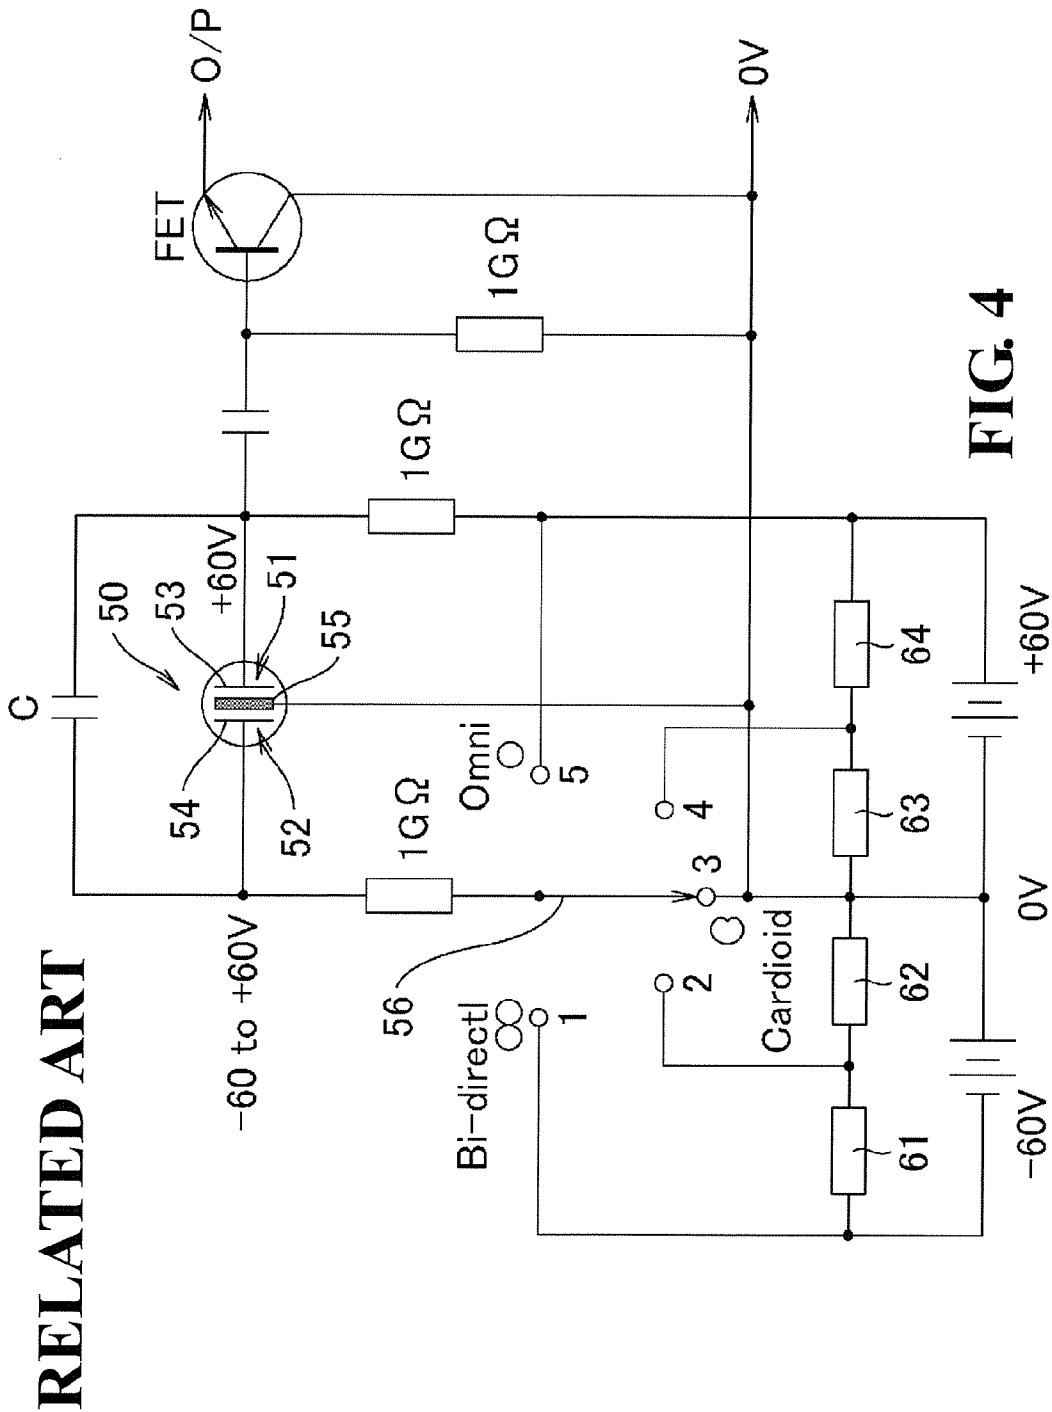 RELATED ART
C
50
53
+60V
51
54
52
55
-60 to +60V
FET
O/P
1GΩ
1GΩ
1GΩ
56
Bi-directl
1
2
Cardioid
3
4
Omni
5
0V
61
62
63
64
-60V
0V
+60V
FIG. 4